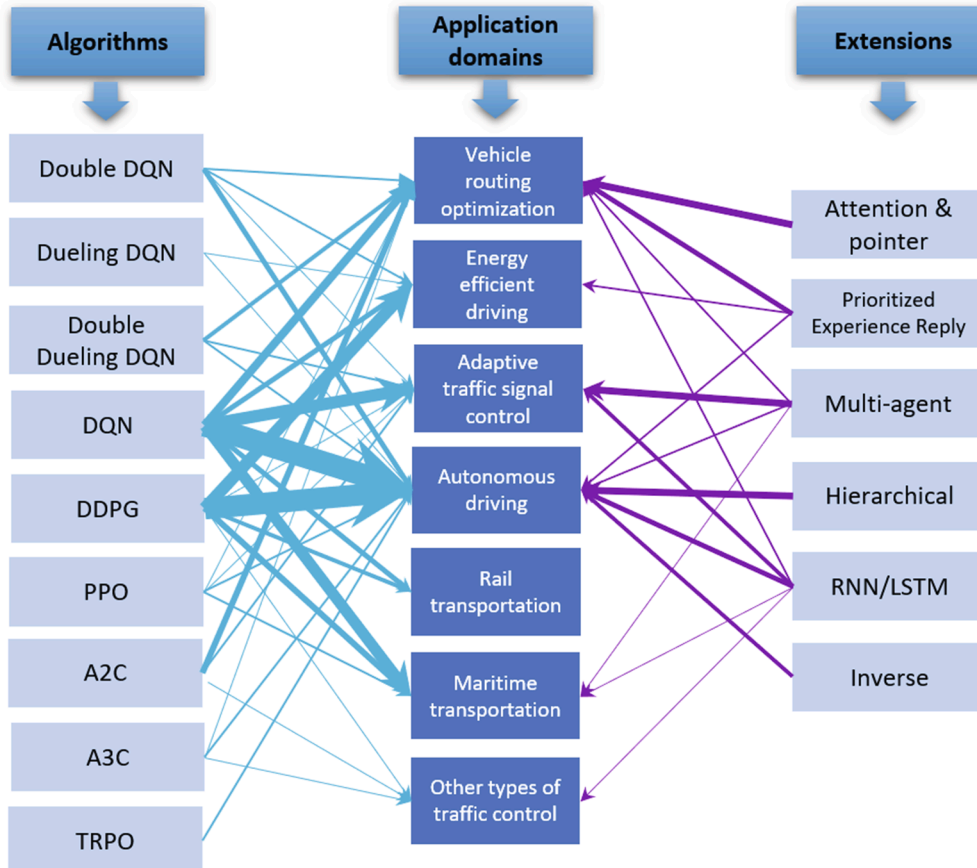 Algorithms
Double DQN
Dueling DQN
Double
Dueling DQN
DQN
DDPG
PPO
A2C
A3C
TRPO
Application
domains
Vehicle
routing
optimization
Energy
efficient
driving
Adaptive
traffic signal
control
Autonomous
driving
Rail
transportation
Maritime
transportation
Other types of
traffic control
Extensions
Attention &
pointer
Prioritized
Experience Reply
Multi-agent
Hierarchical
RNN/LSTM
Inverse